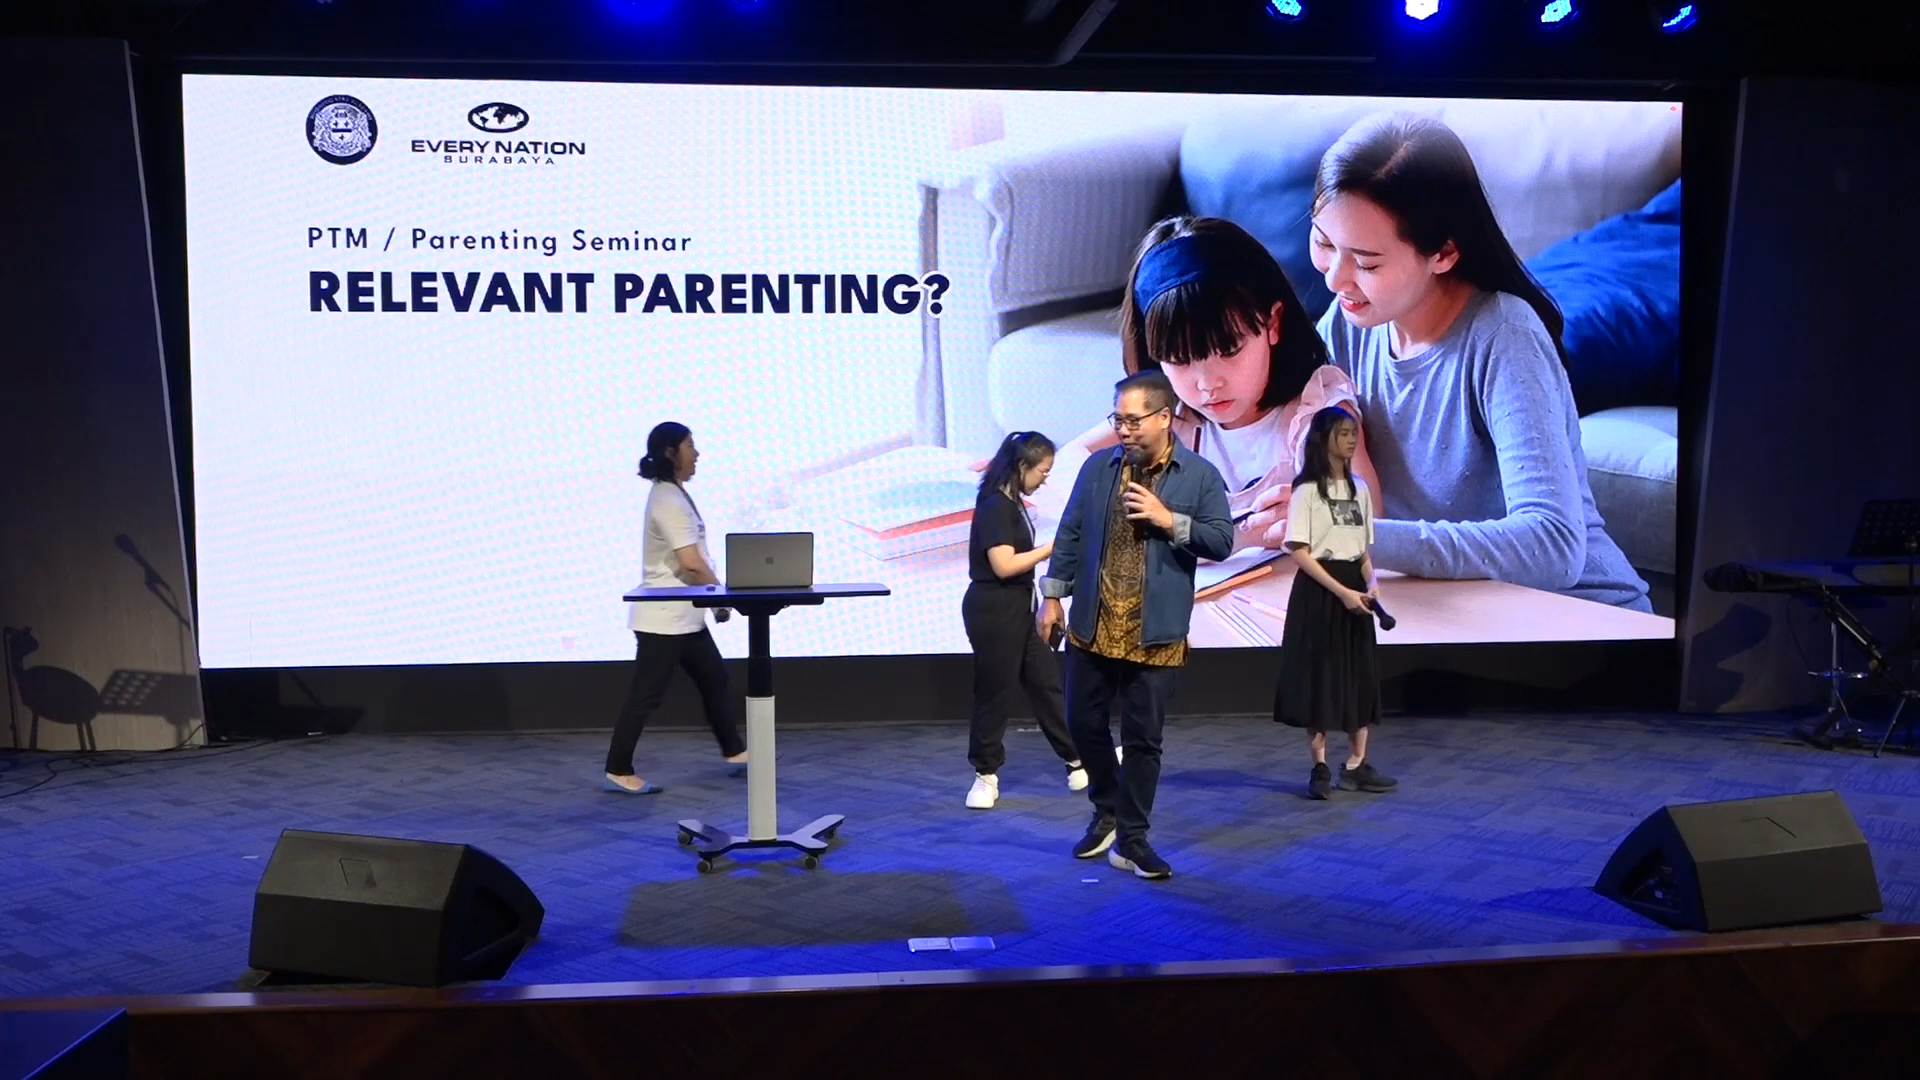 EVERY NATION
SURABAYA
PTM / Parenting Seminar
RELEVANT PARENTING?